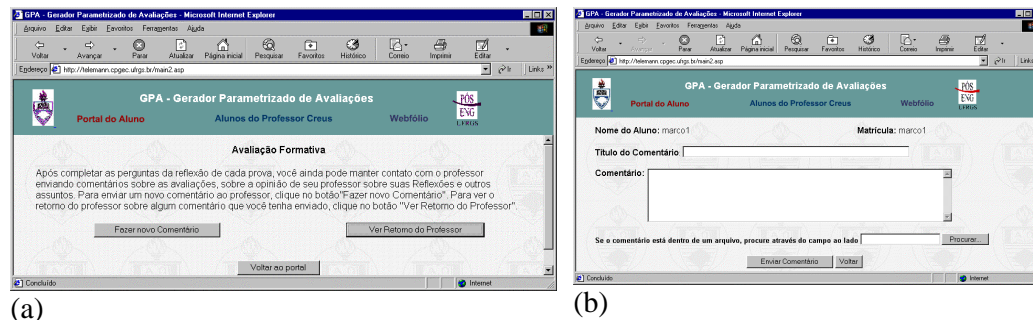 GPA - Gerador Parametrizado de Avaliações - Microsoft Internet Explorer
Arquivo Editar Exibir Favoritos Ferramentas Ajuda
Voltar Avançar Parar Atualizar Página inicial Pesquisar Favoritos Histórico Correio Imprimir Editar
Endereço http://telemann.cpgec.ufrgs.br/main2.asp Ir Links »
GPA - Gerador Parametrizado de Avaliações
PÓS ENG UFRGS
Portal do Aluno Alunos do Professor Creus Webfólio
Avaliação Formativa
Após completar as perguntas da reflexão de cada prova, você ainda pode manter contato com o professor
enviando comentários sobre as avaliações, sobre a opinião de seu professor sobre suas Reflexões e outros
assuntos. Para enviar um novo comentário ao professor, clique no botão"Fazer novo Comentário". Para ver o
retorno do professor sobre algum comentário que você tenha enviado, clique no botão "Ver Retorno do Professor".
Fazer novo Comentário Ver Retorno do Professor
Voltar ao portal
Concluído Internet
(a)
GPA - Gerador Parametrizado de Avaliações - Microsoft Internet Explorer
Arquivo Editar Exibir Favoritos Ferramentas Ajuda
Voltar Avançar Parar Atualizar Página inicial Pesquisar Favoritos Histórico Correio Imprimir Editar
Endereço http://telemann.cpgec.ufrgs.br/main2.asp Ir Links
GPA - Gerador Parametrizado de Avaliações
PÓS ENG UFRGS
Portal do Aluno Alunos do Professor Creus Webfólio
Nome do Aluno: marco1 Matrícula: marco1
Título do Comentário:
Comentário:
Se o comentário está dentro de um arquivo, procure através do campo ao lado Procurar...
Enviar Comentário Voltar
Concluído Internet
(b)